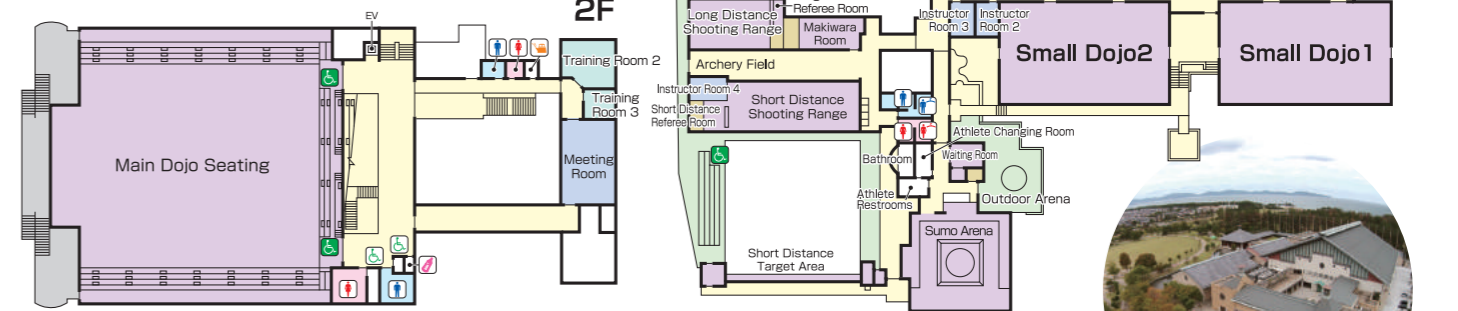 2F
EV
Training Room 2
Training
Room 3
Main Dojo Seating
Meeting
Room
Referee Room
Long Distance
Shooting Range
Makiwara
Room
Instructor
Room 3
Instructor
Room 2
Small Dojo2
Small Dojo1
Archery Field
Instructor Room 4
Short Distance
Shooting Range
Short Distance
Referee Room
Athlete Changing Room
Bathroom
Waiting Room
Athlete
Restrooms
Outdoor Arena
Sumo Arena
Short Distance
Target Area